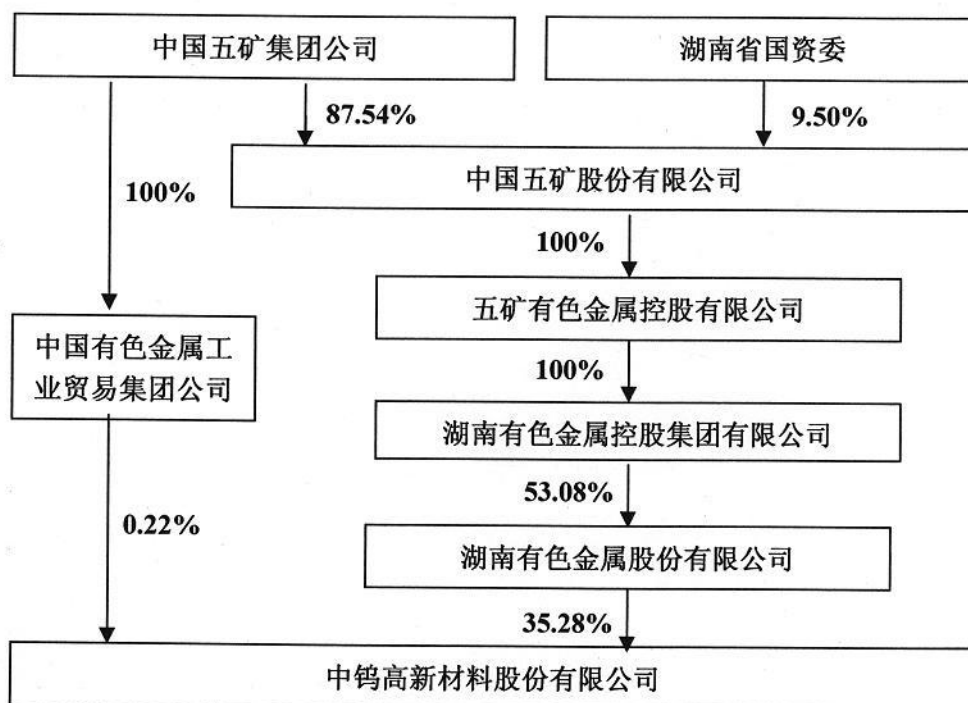 中国五矿集团公司
湖南省国资委
87.54%
9.50%
中国五矿股份有限公司
100%
100%
五矿有色金属控股有限公司
中国有色金属工
业贸易集团公司
100%
湖南有色金属控股集团有限公司
53.08%
0.22%
湖南有色金属股份有限公司
35.28%
中钨高新材料股份有限公司